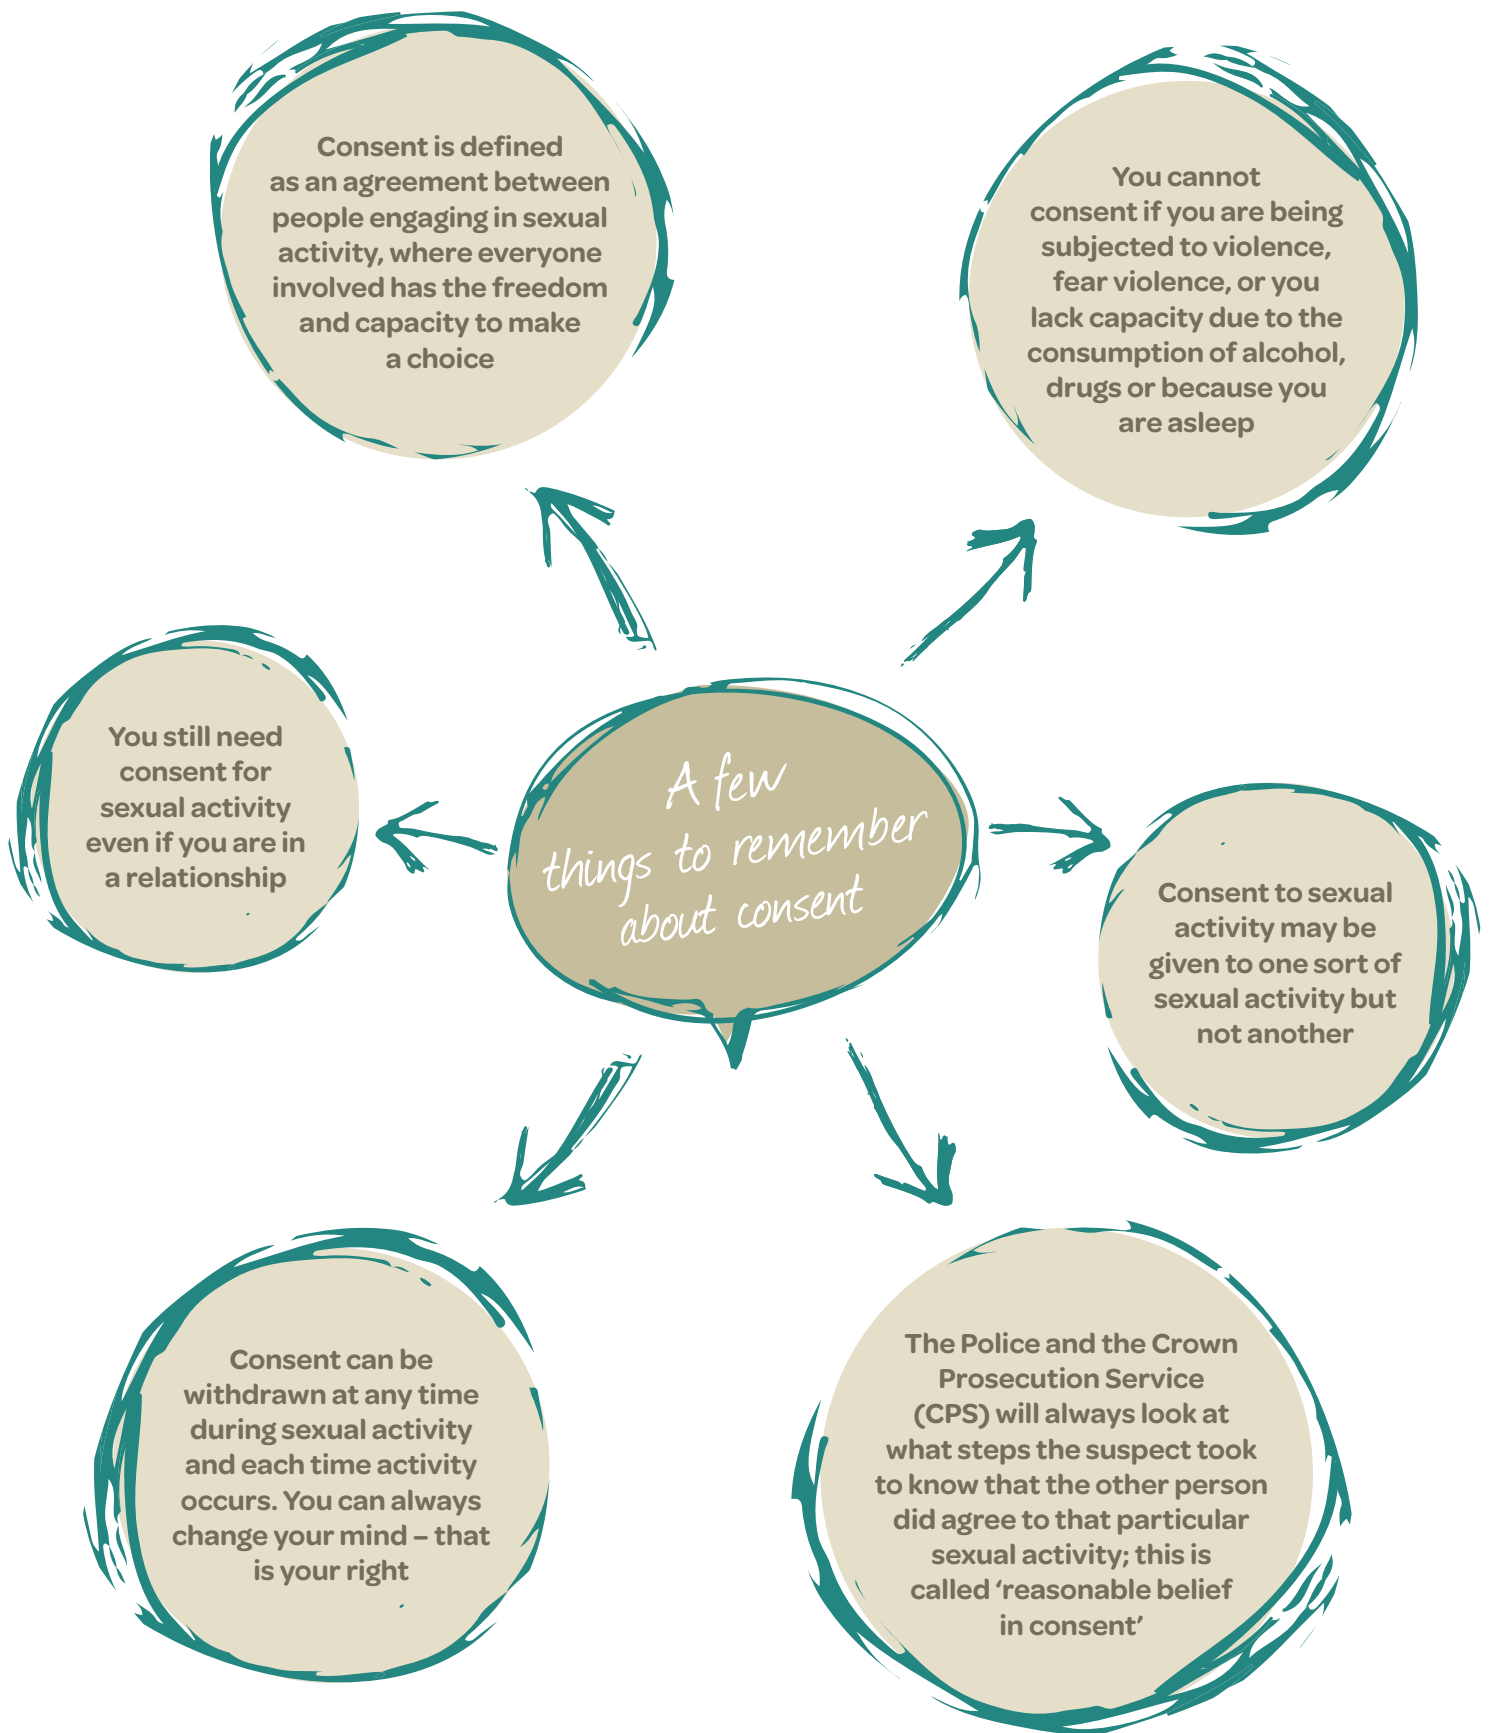 Consent is defined
as an agreement between
people engaging in sexual
activity, where everyone
involved has the freedom
and capacity to make
a choice
You cannot
consent if you are being
subjected to violence,
fear violence, or you
lack capacity due to the
consumption of alcohol,
drugs or because you
are asleep
You still need
consent for
sexual activity
even if you are in
a relationship
A few
things to remember
about consent
Consent to sexual
activity may be
given to one sort of
sexual activity but
not another
Consent can be
withdrawn at any time
during sexual activity
and each time activity
occurs. You can always
change your mind – that
is your right
The Police and the Crown
Prosecution Service
(CPS) will always look at
what steps the suspect took
to know that the other person
did agree to that particular
sexual activity; this is
called ‘reasonable belief
in consent’